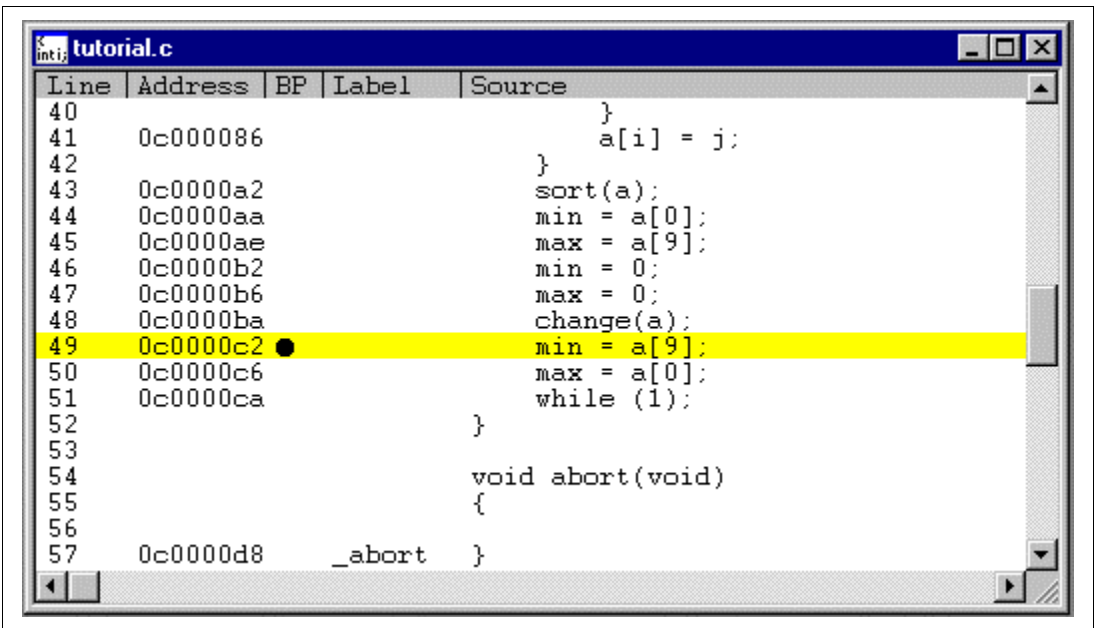 tutorial.c
Line Address BP Label Source
40 }
41 0c000086 a[i] = j;
42 }
43 0c0000a2 sort(a);
44 0c0000aa min = a[0];
45 0c0000ae max = a[9];
46 0c0000b2 min = 0;
47 0c0000b6 max = 0;
48 0c0000ba change(a);
49 0c0000c2 ● min = a[9];
50 0c0000c6 max = a[0];
51 0c0000ca while (1);
52 }
53
54 void abort(void)
55 {
56
57 0c0000d8 _abort }